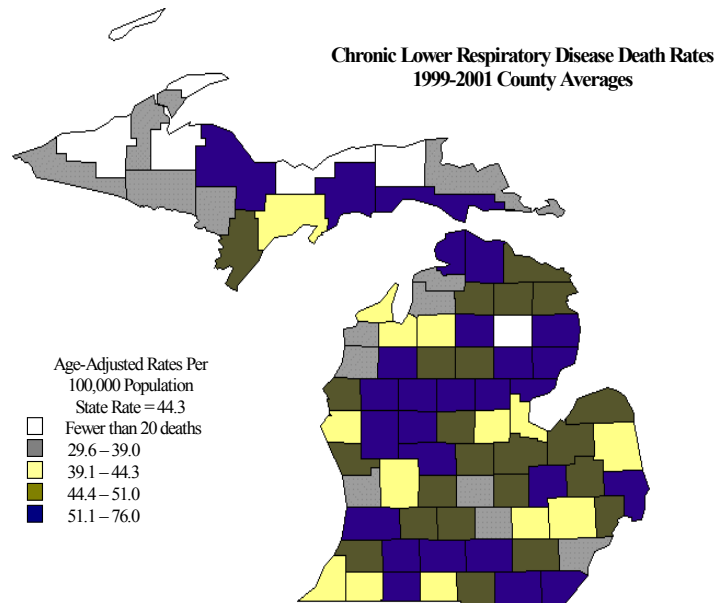 Chronic Lower Respiratory Disease Death Rates
1999-2001 County Averages
Age-Adjusted Rates Per
100,000 Population
State Rate = 44.3
Fewer than 20 deaths
29.6 – 39.0
39.1 – 44.3
44.4 – 51.0
51.1 – 76.0